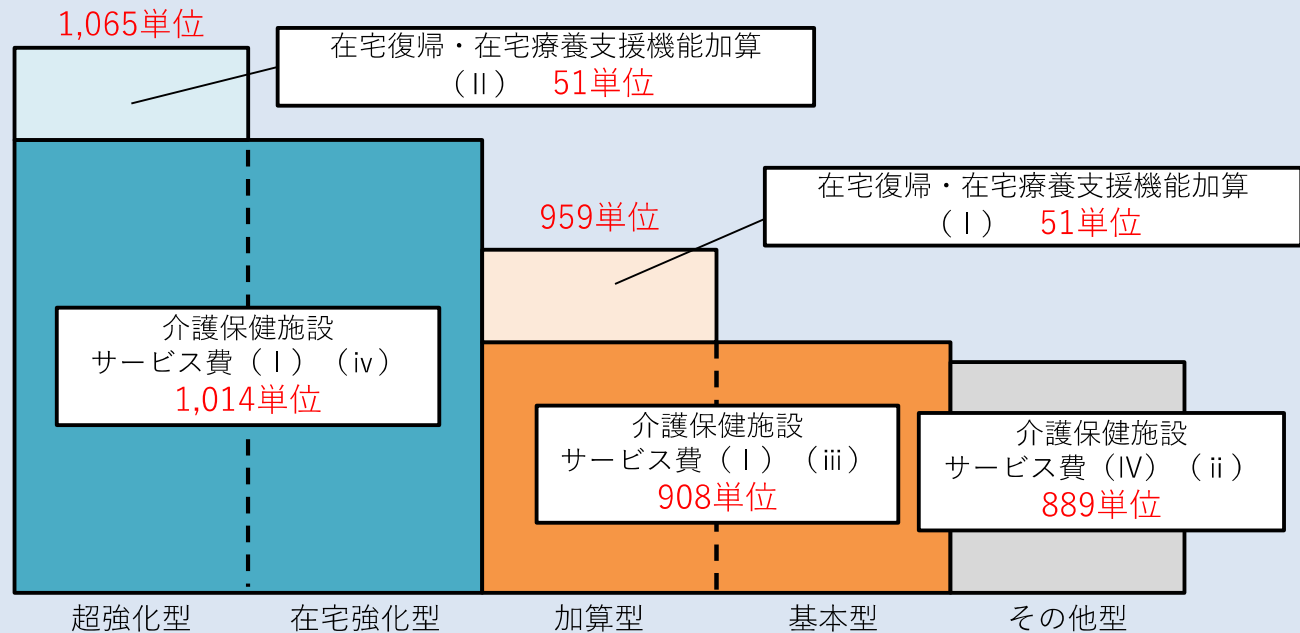 1,065単位
在宅復帰・在宅療養支援機能加算
（Ⅱ）　51単位
在宅復帰・在宅療養支援機能加算
（Ⅰ）　51単位
959単位
介護保健施設
サービス費（Ⅰ）（iv）
1,014単位
介護保健施設
サービス費（Ⅰ）（iii）
908単位
介護保健施設
サービス費（Ⅳ）（ii）
889単位
超強化型　在宅強化型　加算型　基本型　その他型